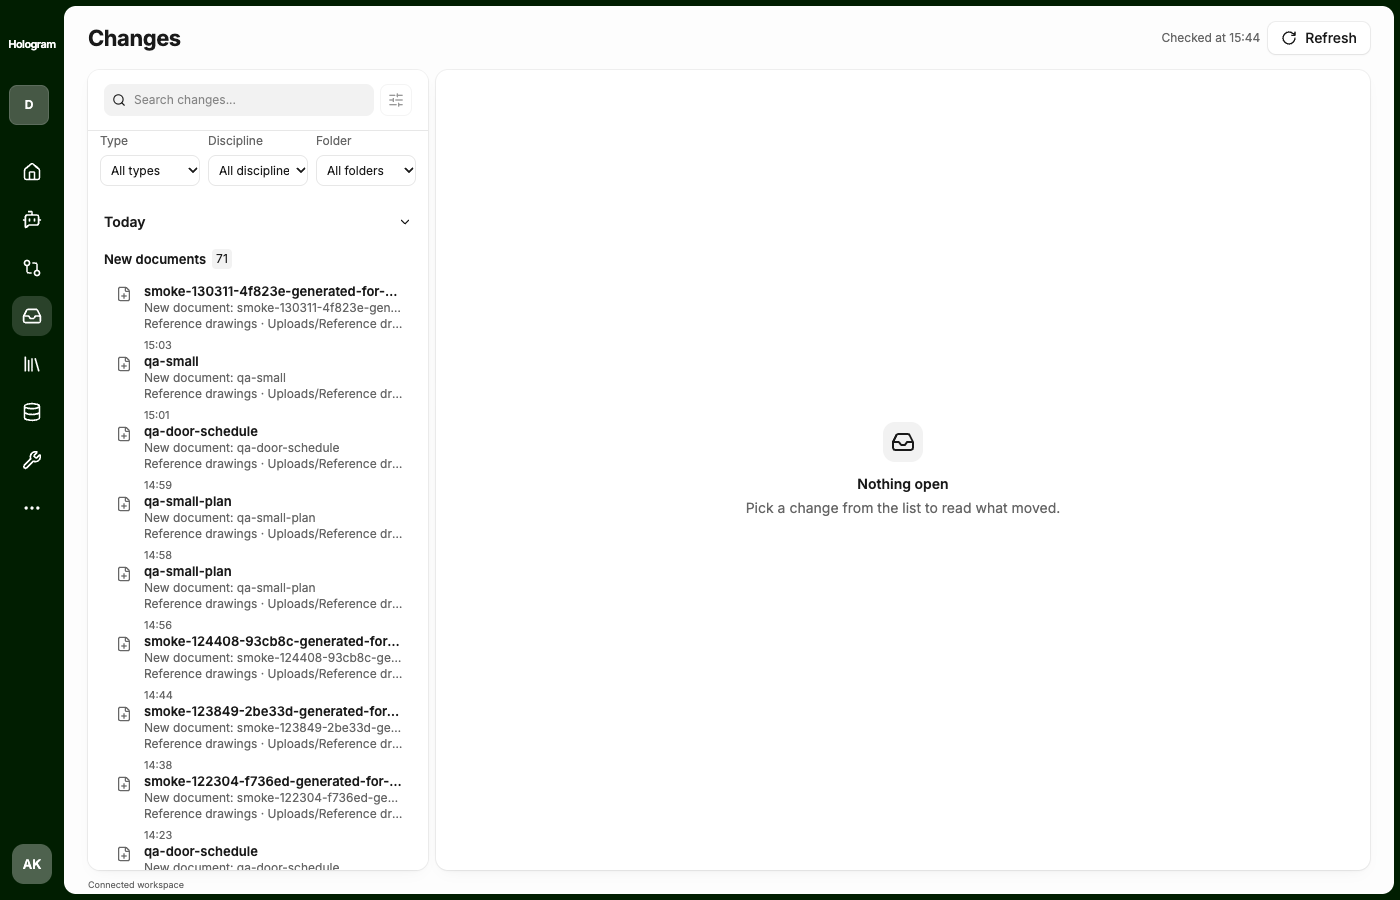 Hologram
D
AK
Changes
Checked at 15:44
Refresh
Search changes...
Type
Discipline
Folder
All types
All discipline
All folders
Today
New documents 71
smoke-130311-4f823e-generated-for-...
New document: smoke-130311-4f823e-gen...
Reference drawings · Uploads/Reference dr...
15:03
qa-small
New document: qa-small
Reference drawings · Uploads/Reference dr...
15:01
qa-door-schedule
New document: qa-door-schedule
Reference drawings · Uploads/Reference dr...
14:59
qa-small-plan
New document: qa-small-plan
Reference drawings · Uploads/Reference dr...
14:58
qa-small-plan
New document: qa-small-plan
Reference drawings · Uploads/Reference dr...
14:56
smoke-124408-93cb8c-generated-for...
New document: smoke-124408-93cb8c-ge...
Reference drawings · Uploads/Reference dr...
14:44
smoke-123849-2be33d-generated-for...
New document: smoke-123849-2be33d-ge...
Reference drawings · Uploads/Reference dr...
14:38
smoke-122304-f736ed-generated-for-...
New document: smoke-122304-f736ed-ge...
Reference drawings · Uploads/Reference dr...
14:23
qa-door-schedule
New document: qa-door-schedule
Nothing open
Pick a change from the list to read what moved.
Connected workspace